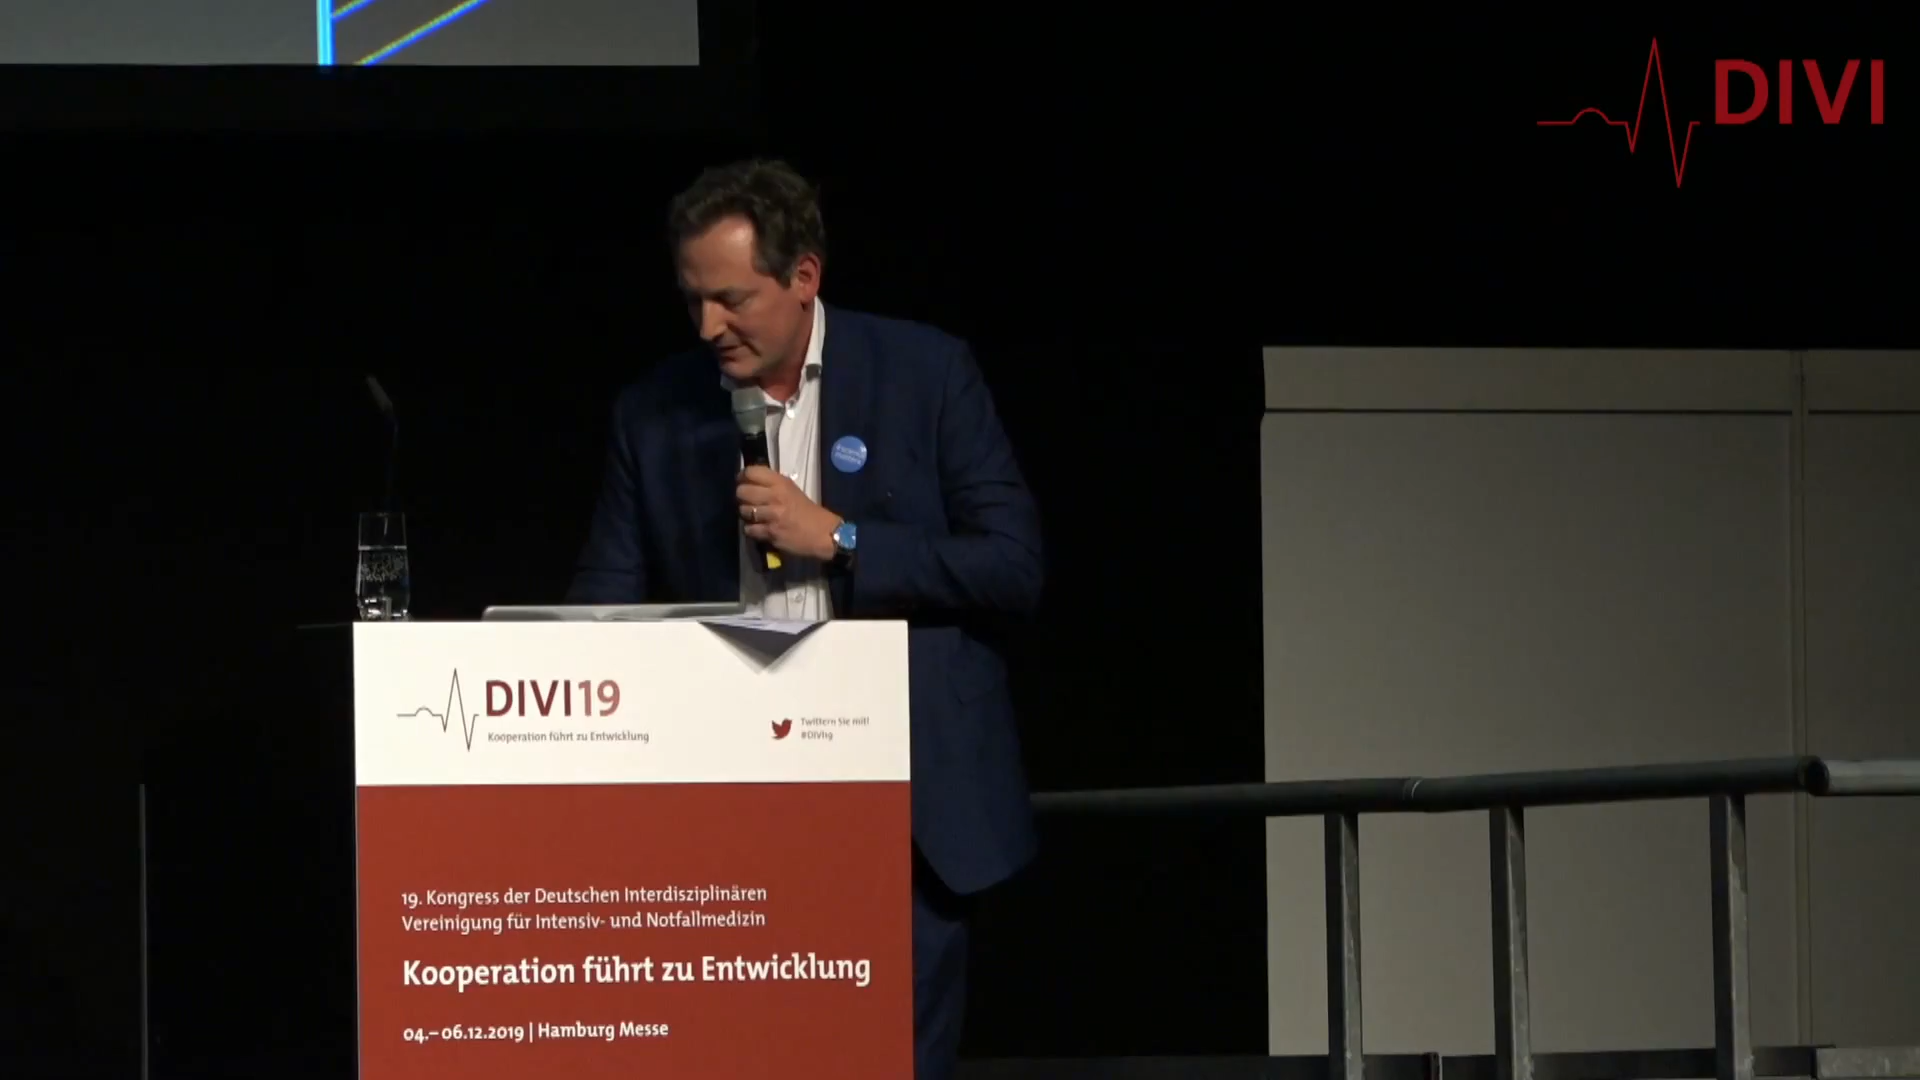 DIVI
DIVI19
Kooperation führt zu Entwicklung
Twittern Sie mit!
#DIVI19
19. Kongress der Deutschen Interdisziplinären
Vereinigung für Intensiv- und Notfallmedizin
Kooperation führt zu Entwicklung
04.–06.12.2019 | Hamburg Messe